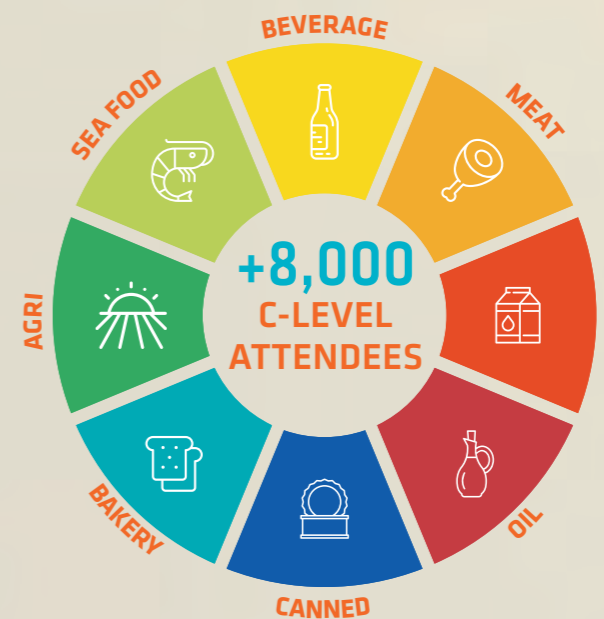 BEVERAGE
MEAT
OIL
CANNED
BAKERY
AGRI
SEA FOOD
+8,000
C-LEVEL
ATTENDEES